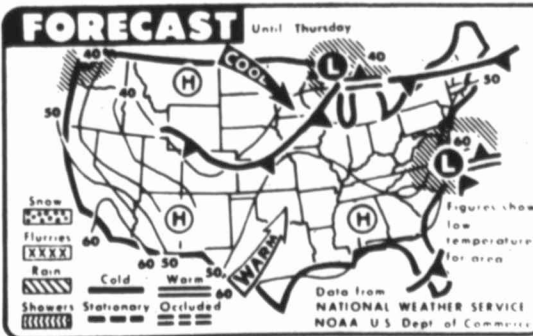 FORECAST Until Thursday
40
COOL
L
40
H
40
50
50
60
L
Snow
Flurries
XXXX
Rain
Showers
60
60
50
50
60
H
WARM
H
Cold
Warm
Stationary
Occluded
Figures show
low
temperature
for area
Data from
NATIONAL WEATHER SERVICE
NOAA US Dept of Commerce